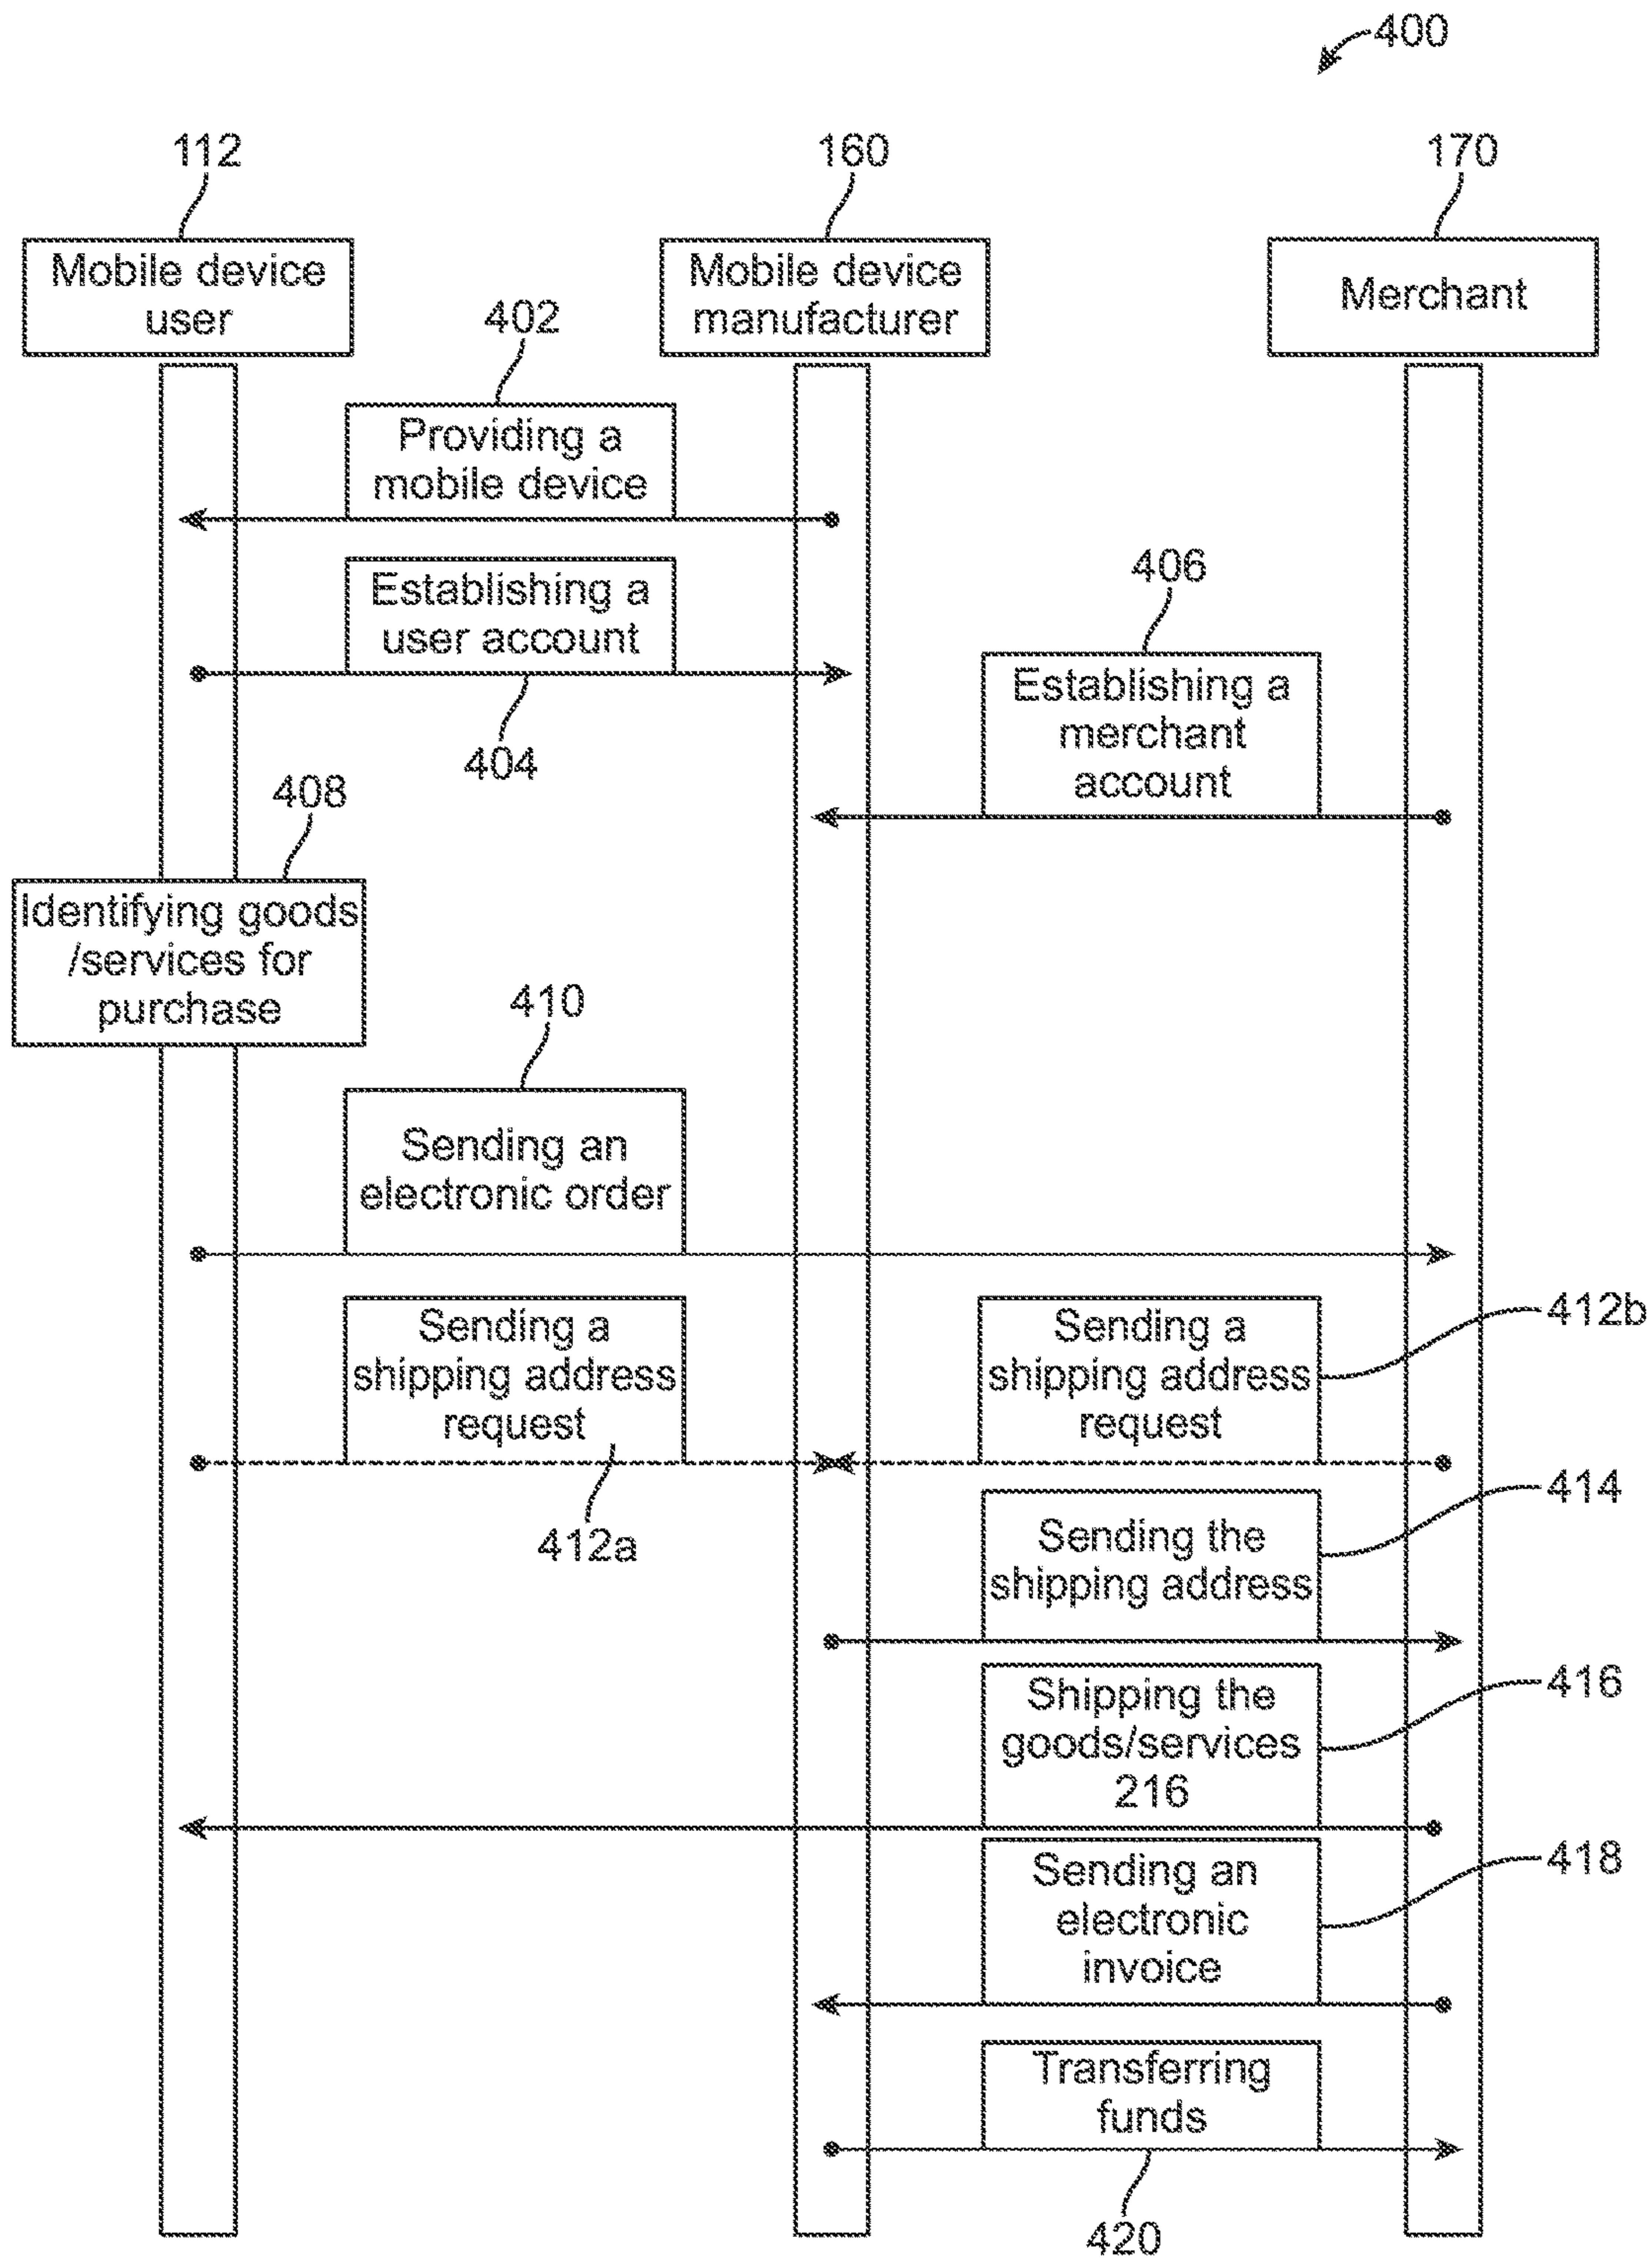 400
112
160
170
Mobile device
user
Mobile device
manufacturer
Merchant
402
Providing a
mobile device
Establishing a
user account
404
406
Establishing a
merchant
account
408
Identifying goods
/services for
purchase
410
Sending an
electronic order
Sending a
shipping address
request
412a
Sending a
shipping address
request
412b
Sending the
shipping address
414
Shipping the
goods/services
216
416
Sending an
electronic
invoice
418
Transferring
funds
420